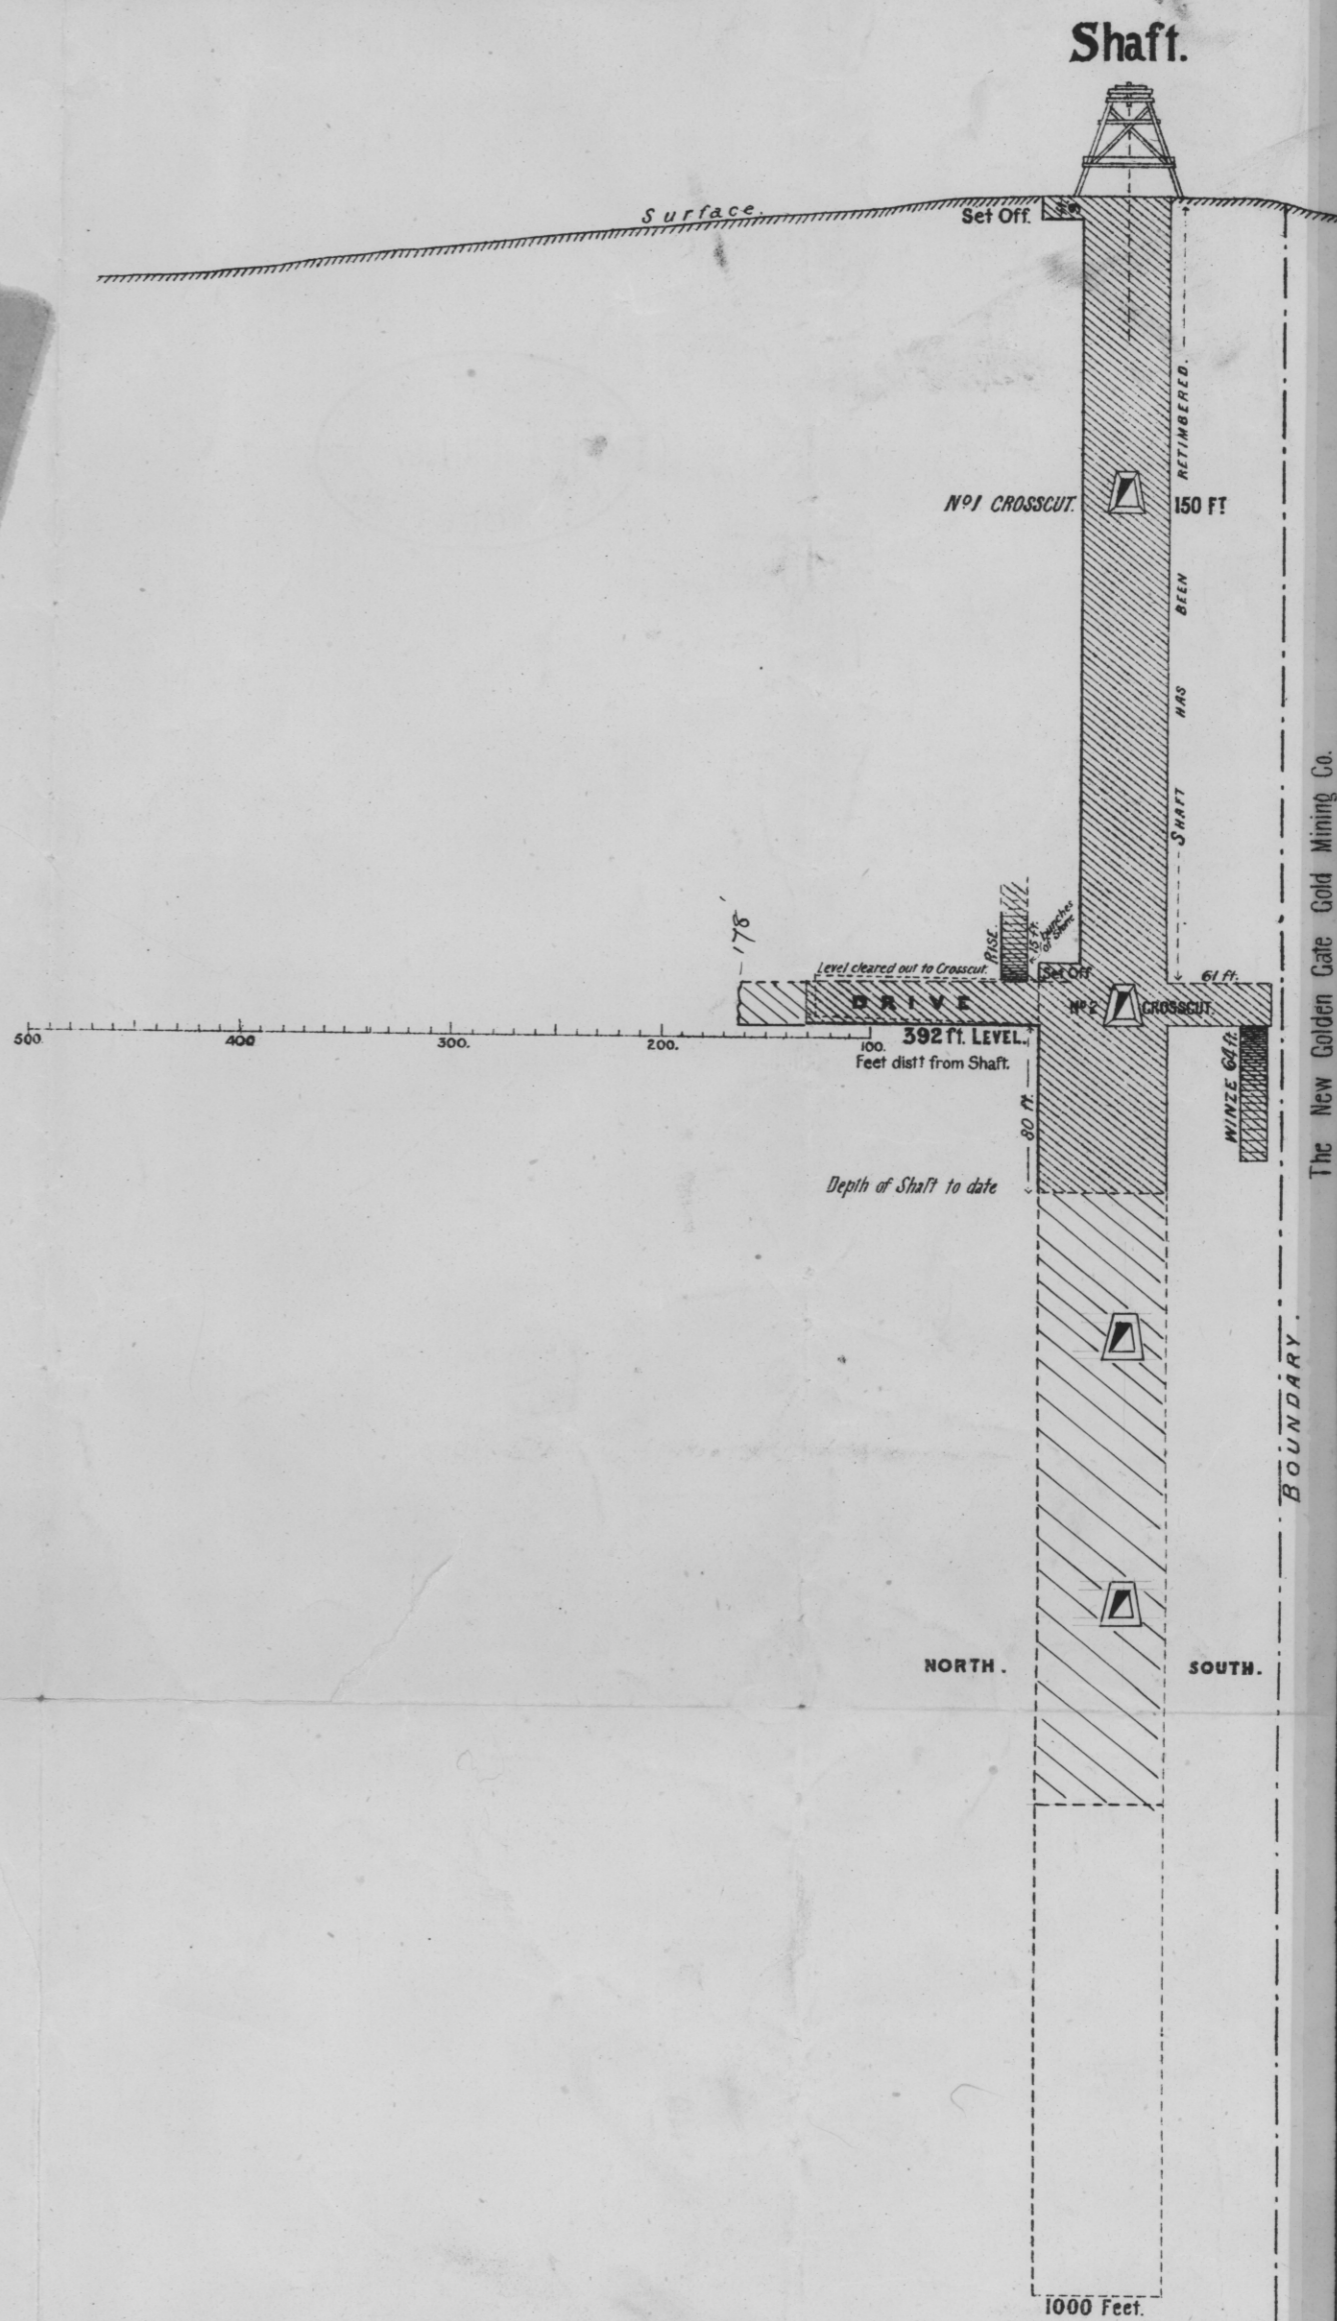 Shaft.
Surface.
Set Off.
RETIMBERED.
Nº1 CROSSCUT.
150 FT
BEEN
HAS
SHAFT
178'
RISE.
15 ft.
bunches
of Stone
Level cleared out to Crosscut.
Set Off
61 ft.
DRIVE
Nº2
CROSSCUT.
500.
400
300.
200.
100.
392 ft. LEVEL.
Feet distt from Shaft.
80 ft.
WINZE 64 ft.
Depth of Shaft to date
The New Golden Gate Gold Mining Co.
BOUNDARY.
NORTH.
SOUTH.
1000 Feet.